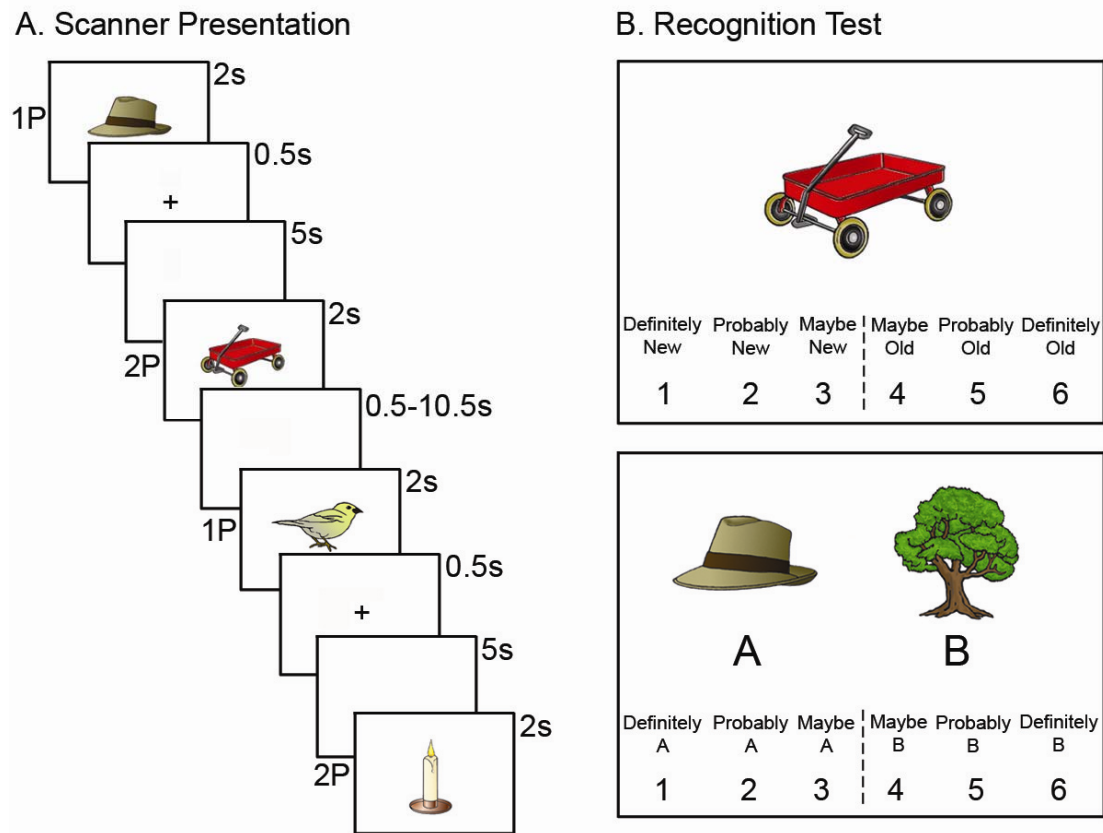 A. Scanner Presentation
1P
2s
0.5s
+
5s
2P
2s
0.5-10.5s
1P
2s
0.5s
+
5s
2P
2s
B. Recognition Test
Definitely Probably Maybe Maybe Probably Definitely
New New New Old Old Old
1 2 3 4 5 6
A B
Definitely Probably Maybe Maybe Probably Definitely
A A A B B B
1 2 3 4 5 6